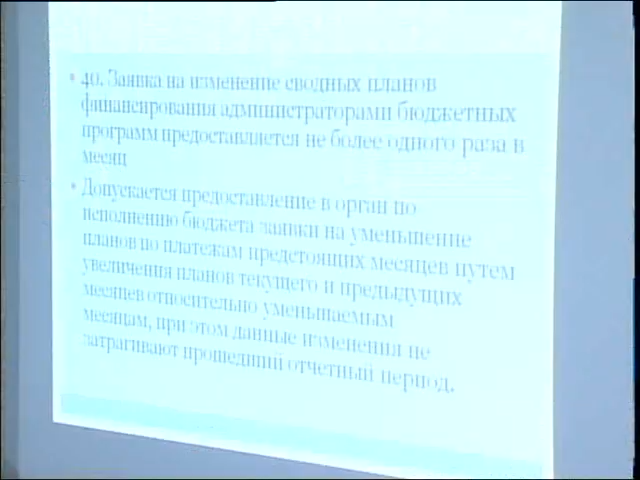 • 40. Заявка на изменение сводных планов
финансирования администраторами бюджетных
программ предоставляется не более одного раза в
месяц
• Допускается предоставление в орган по
исполнению бюджета заявки на уменьшение
планов по платежам предстоящих месяцев путем
увеличения планов текущего и предыдущих
месяцев относительно уменьшаемым
месяцам, при этом данные изменения не
затрагивают прошедший отчетный период.